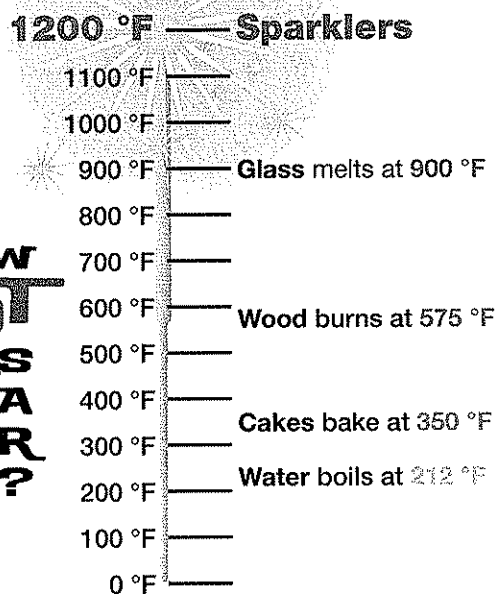 1200 °F Sparklers
1100 °F
1000 °F
900 °F Glass melts at 900 °F
800 °F
700 °F
600 °F
Wood burns at 575 °F
500 °F
400 °F
Cakes bake at 350 °F
300 °F
Water boils at 212 °F
200 °F
100 °F
0 °F
S
A
R
?